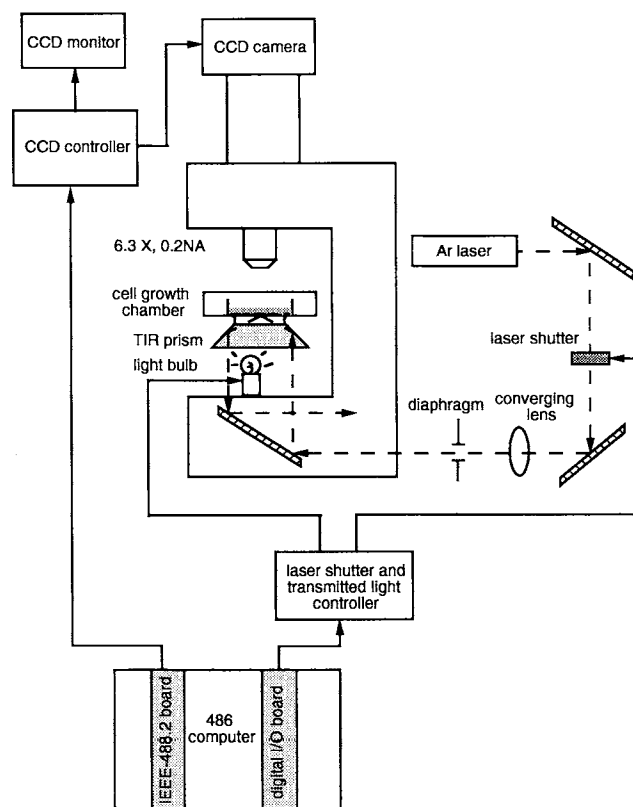 CCD monitor
CCD camera
CCD controller
6.3 X, 0.2NA
Ar laser
cell growth
chamber
TIR prism
light bulb
laser shutter
diaphragm
converging
lens
laser shutter and
transmitted light
controller
IEEE-488.2 board
486
computer
digital I/O board